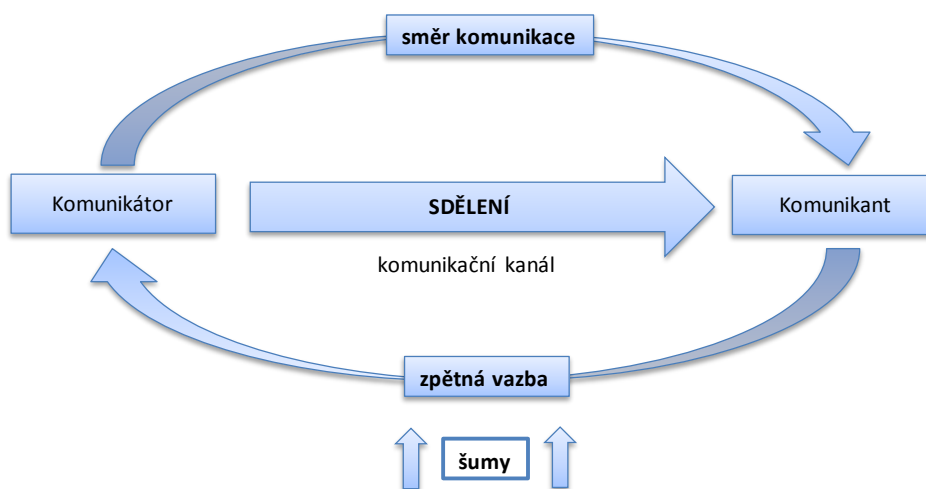 směr komunikace
Komunikátor
SDĚLENÍ
Komunikant
komunikační kanál
zpětná vazba
šumy